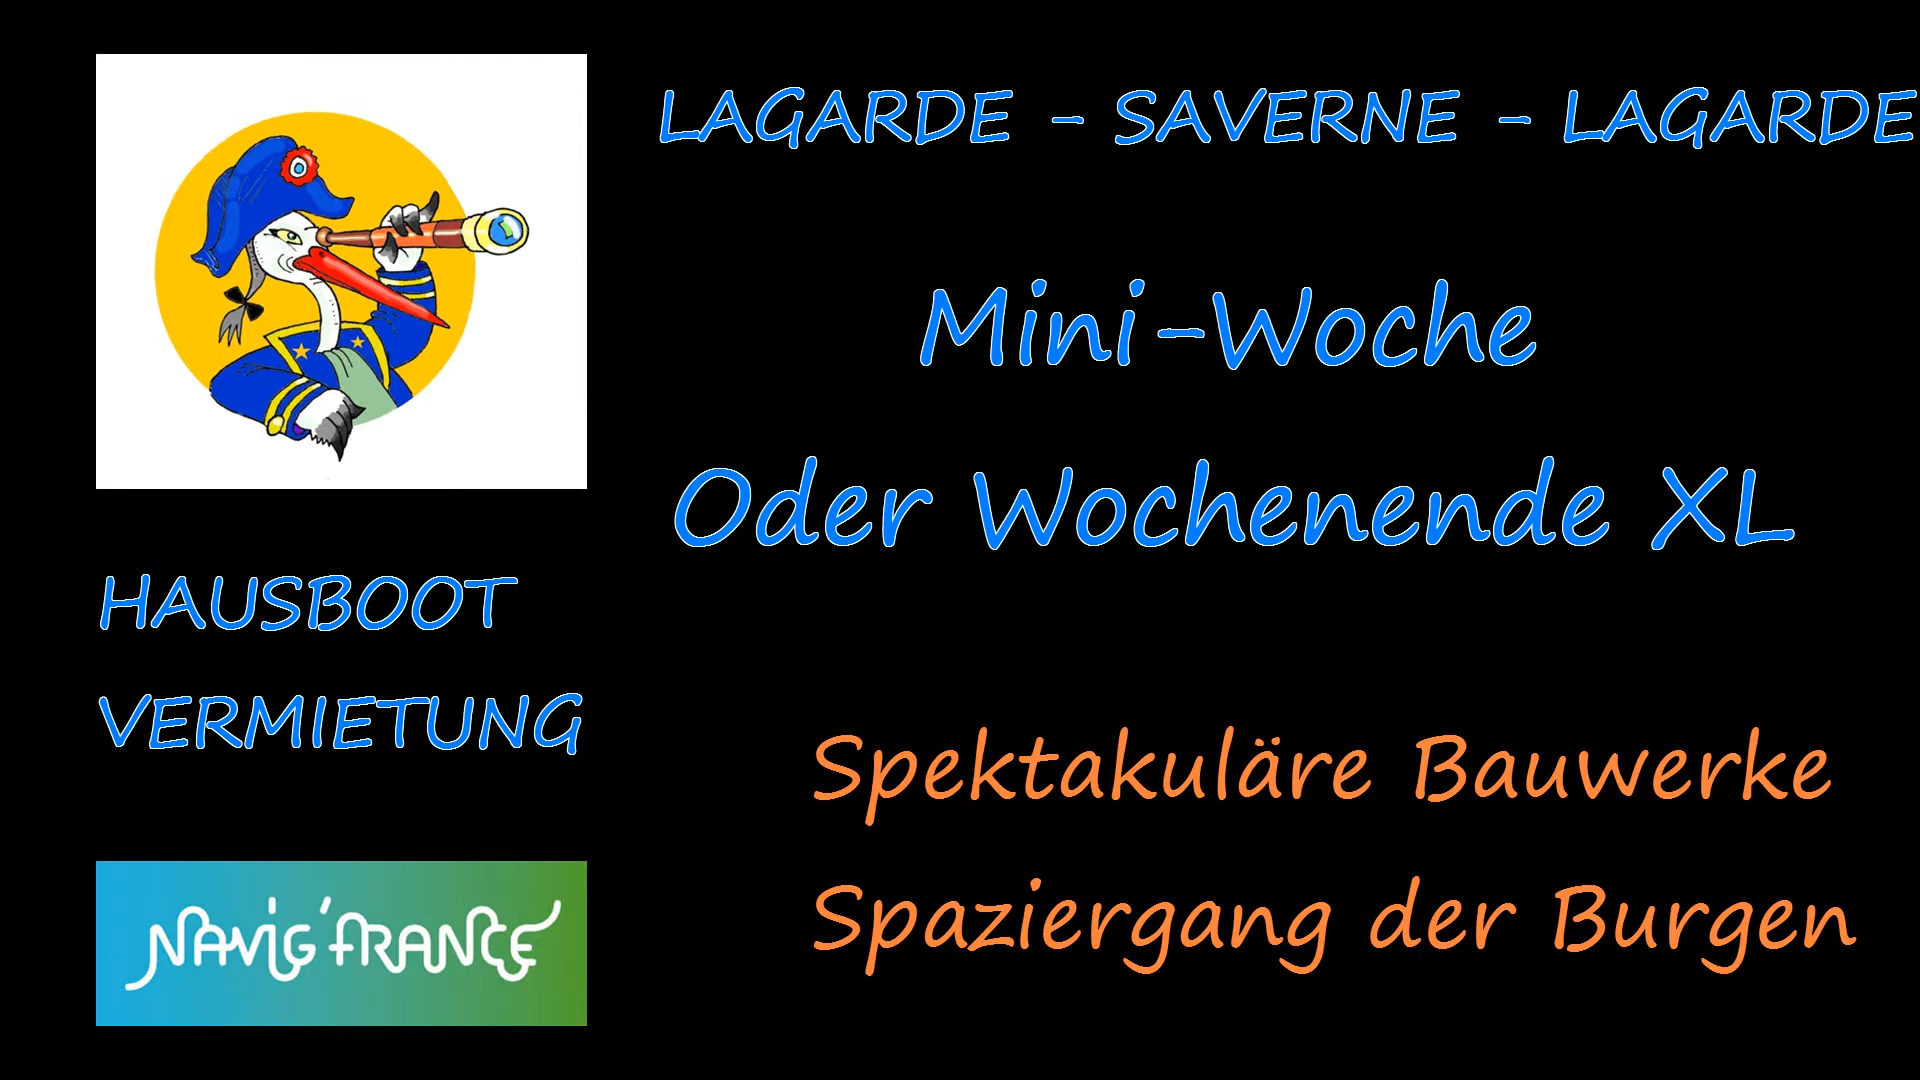 LAGARDE - SAVERNE - LAGARDE
Mini-Woche
Oder Wochenende XL
HAUSBOOT
VERMIETUNG
Spektakuläre Bauwerke
Spaziergang der Burgen
NAVIG'FRANCE